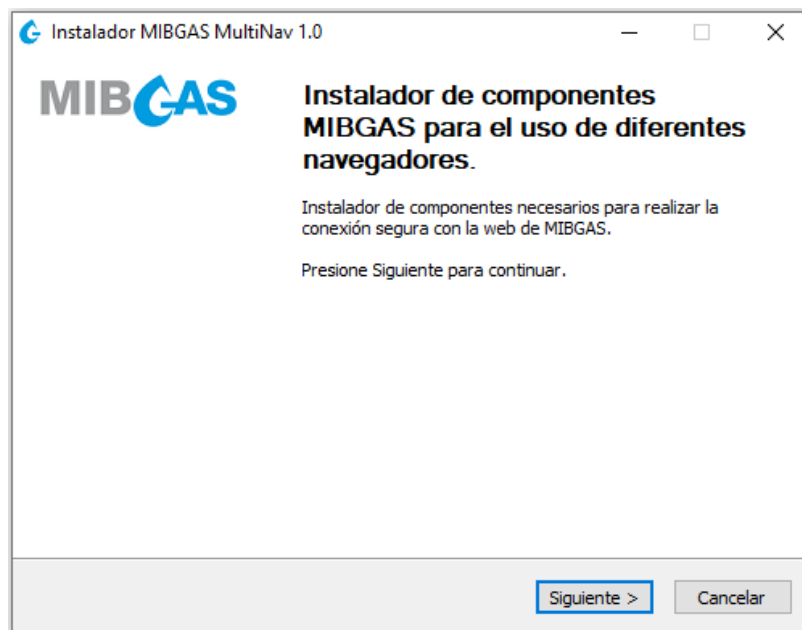 Instalador MIBGAS MultiNav 1.0
MIBGAS
Instalador de componentes
MIBGAS para el uso de diferentes
navegadores.
Instalador de componentes necesarios para realizar la
conexión segura con la web de MIBGAS.
Presione Siguiente para continuar.
Siguiente >
Cancelar